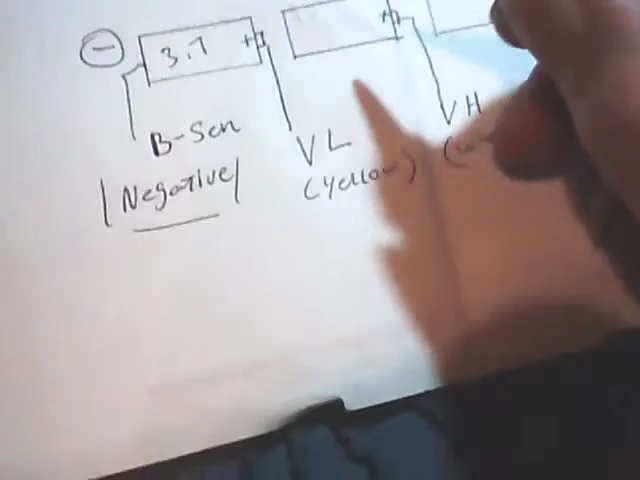 − 3.7 + +
B-Sen VL VH
|Negative| (Yellow)